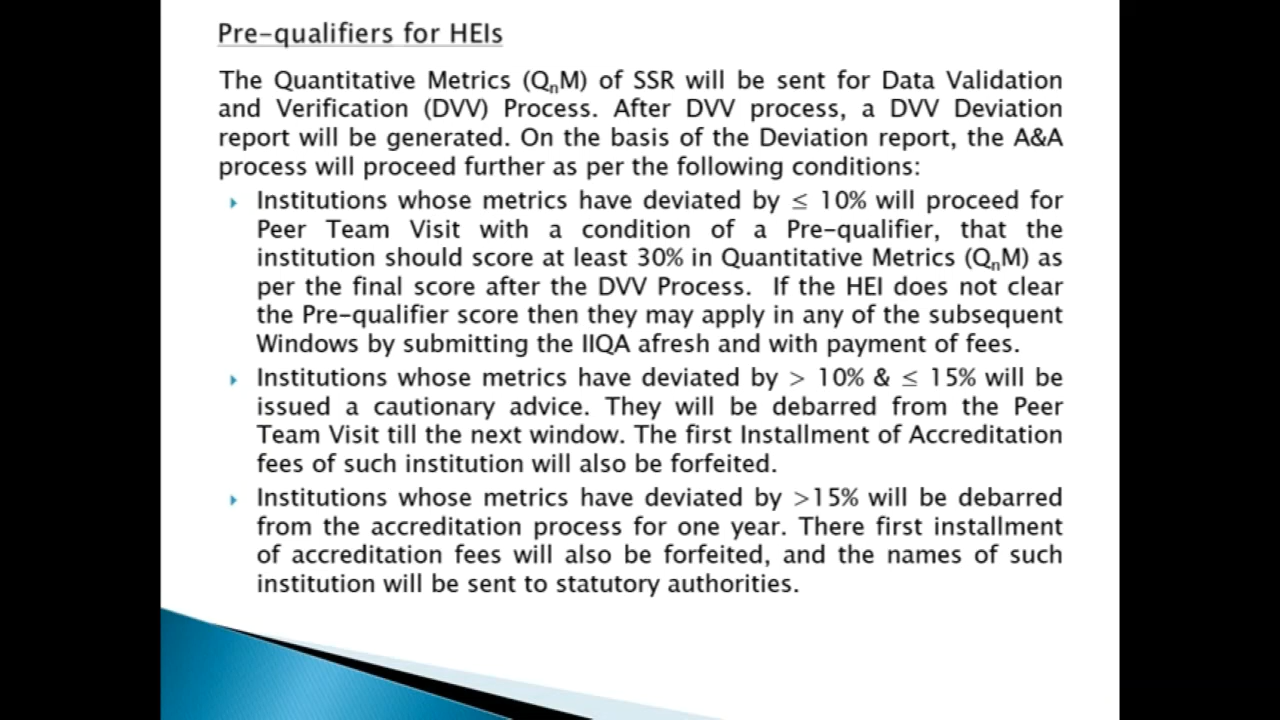 Pre-qualifiers for HEIs
The Quantitative Metrics (QnM) of SSR will be sent for Data Validation
and Verification (DVV) Process. After DVV process, a DVV Deviation
report will be generated. On the basis of the Deviation report, the A&A
process will proceed further as per the following conditions:
Institutions whose metrics have deviated by ≤ 10% will proceed for
Peer Team Visit with a condition of a Pre-qualifier, that the
institution should score at least 30% in Quantitative Metrics (QnM) as
per the final score after the DVV Process. If the HEI does not clear
the Pre-qualifier score then they may apply in any of the subsequent
Windows by submitting the IIQA afresh and with payment of fees.
Institutions whose metrics have deviated by > 10% & ≤ 15% will be
issued a cautionary advice. They will be debarred from the Peer
Team Visit till the next window. The first Installment of Accreditation
fees of such institution will also be forfeited.
Institutions whose metrics have deviated by >15% will be debarred
from the accreditation process for one year. There first installment
of accreditation fees will also be forfeited, and the names of such
institution will be sent to statutory authorities.